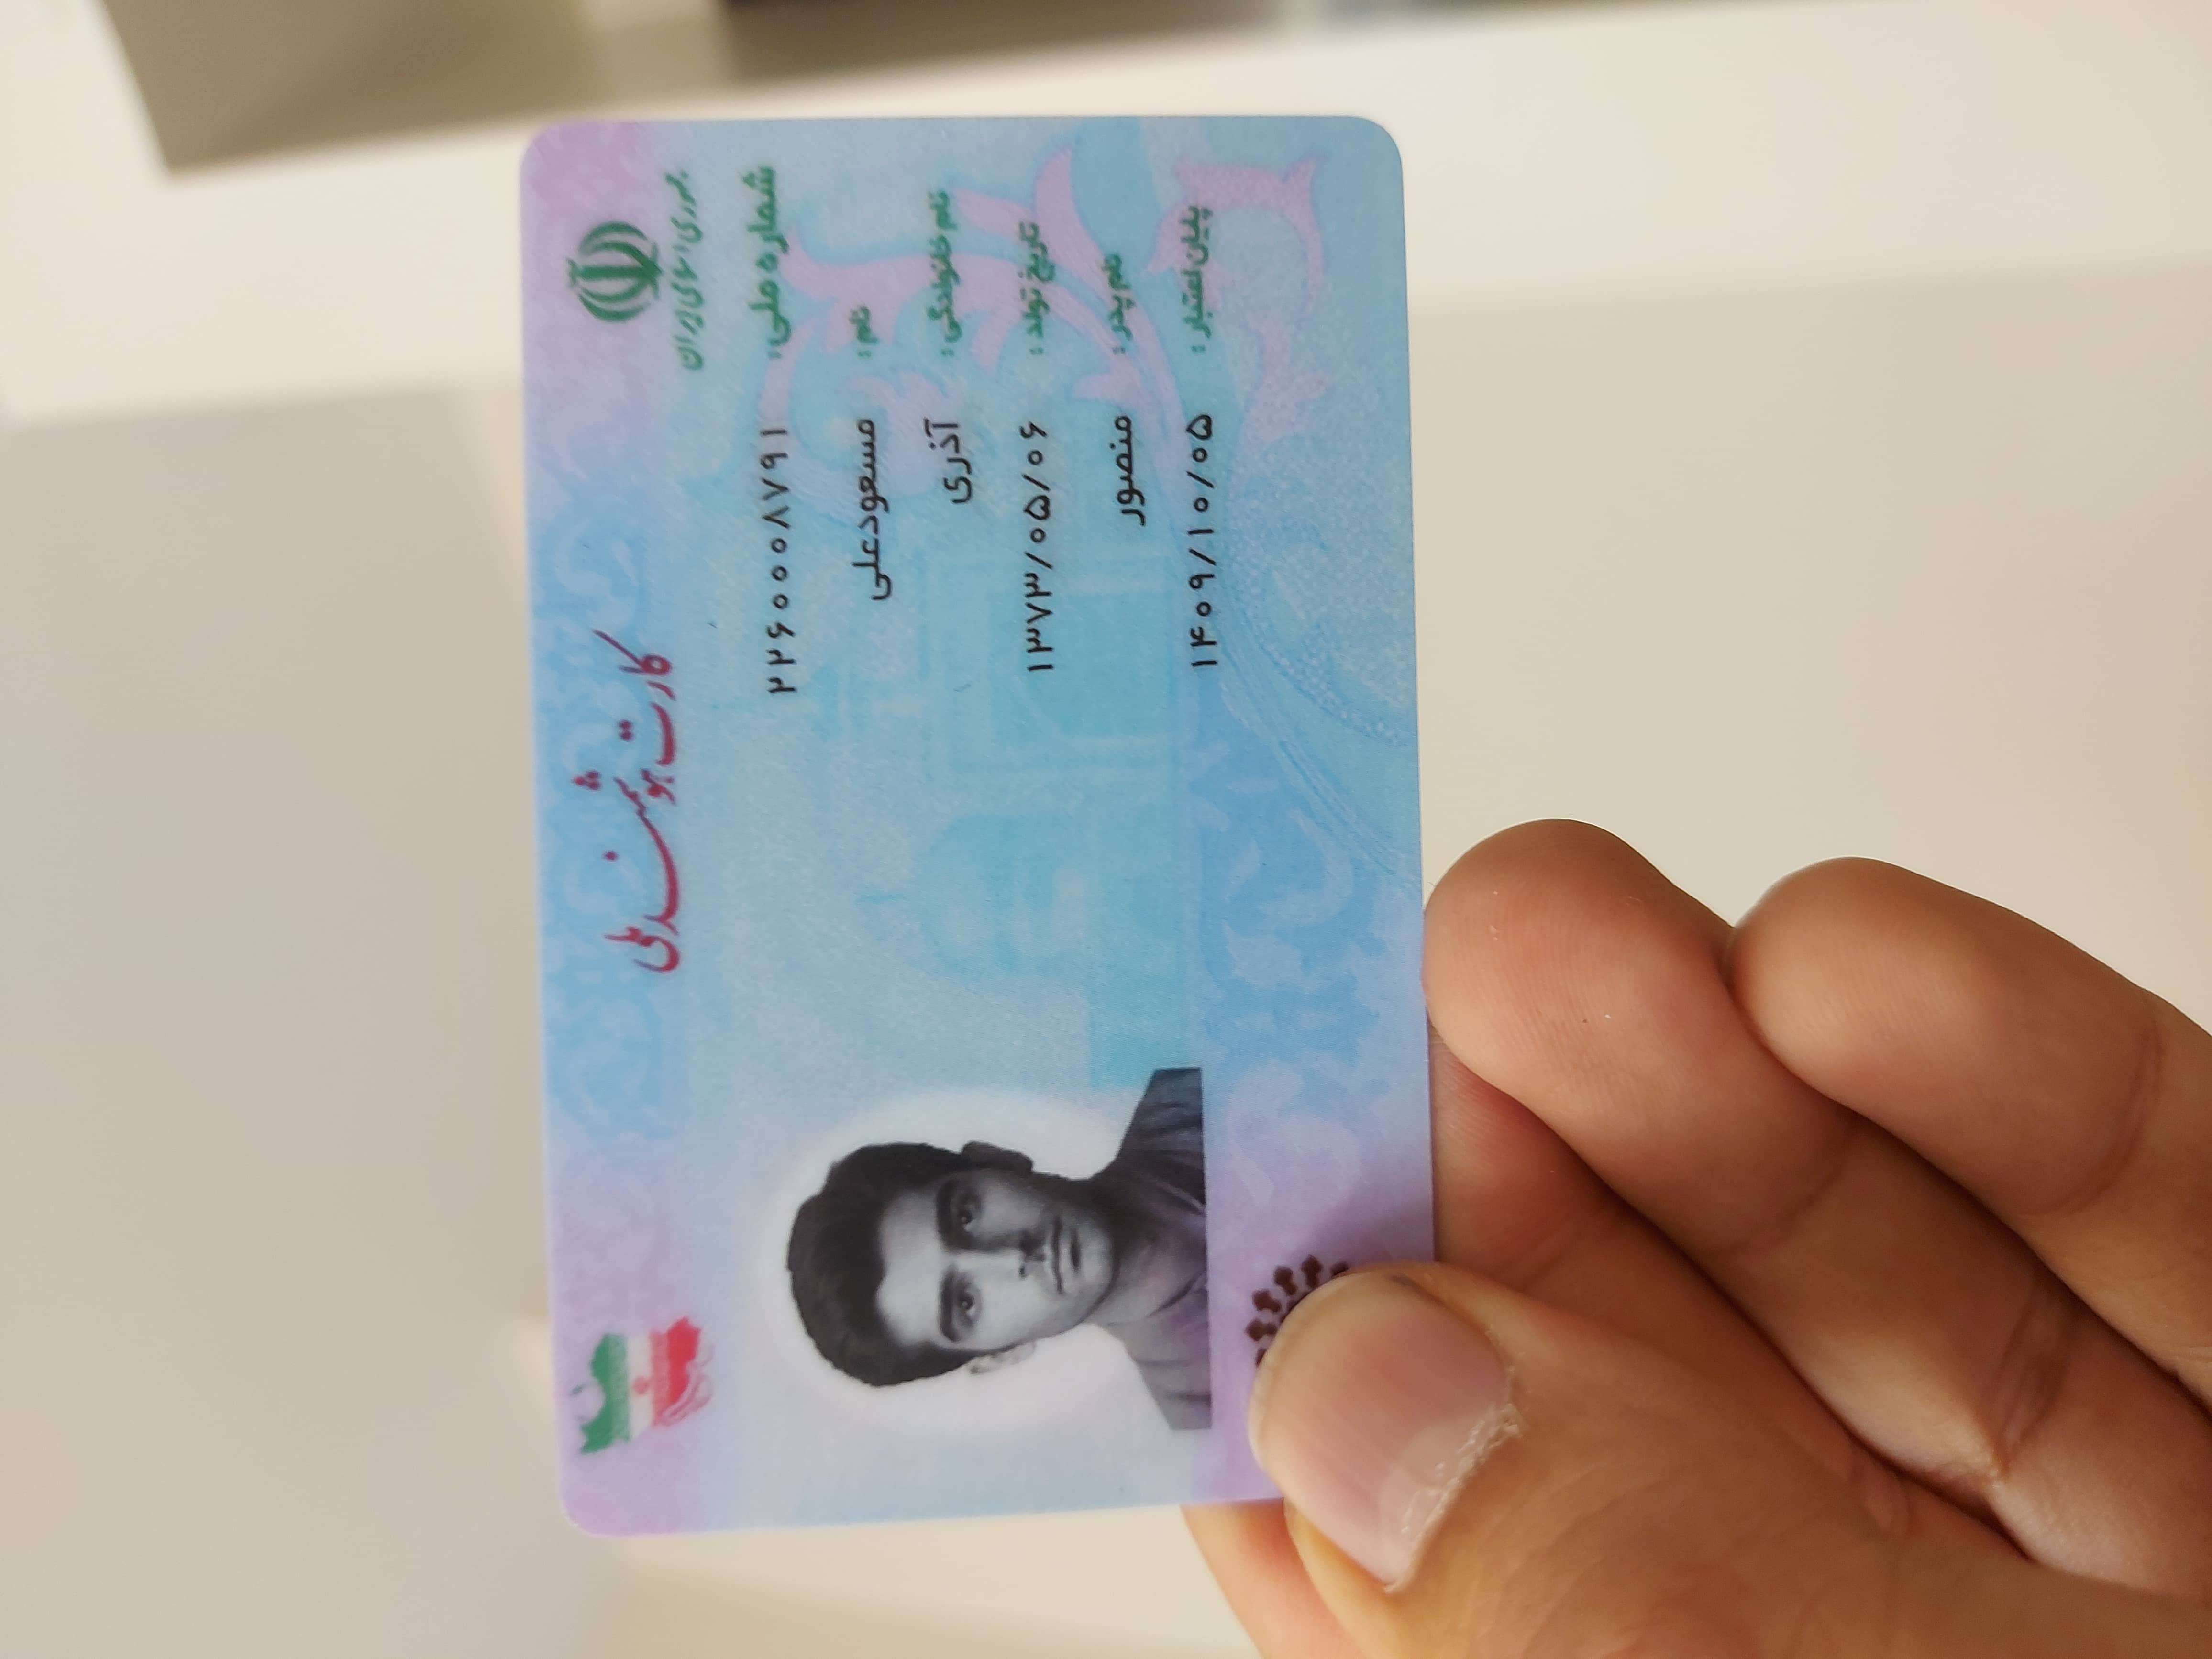 جمهوری اسلامی ایران
کارت هوشمند ملی
شماره ملی: ۲۲۶۰۰۰۸۷۹۱
نام: مسعودعلی
نام خانوادگی: آذری
تاریخ تولد: ۱۳۷۳/۰۵/۰۶
نام پدر: منصور
پایان اعتبار: ۱۴۰۹/۱۰/۰۵